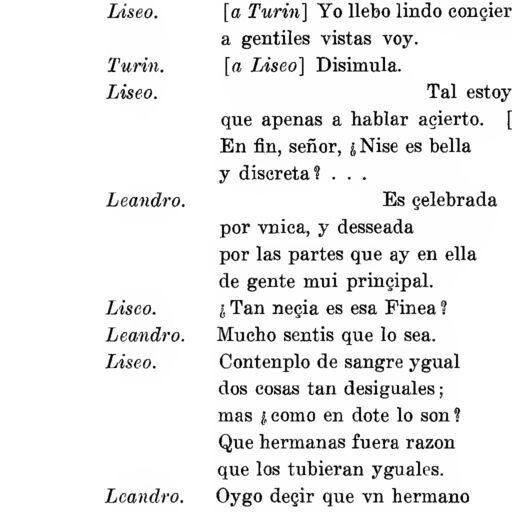 Liseo. [a Turin] Yo llebo lindo conçier
a gentiles vistas voy.
Turin. [a Liseo] Disimula.
Liseo. Tal estoy
que apenas a hablar açierto. [
En fin, señor, ¿Nise es bella
y discreta? . . .
Leandro. Es çelebrada
por vnica, y desseada
por las partes que ay en ella
de gente mui prinçipal.
Liseo. ¿Tan neçia es esa Finea?
Leandro. Mucho sentis que lo sea.
Liseo. Contenplo de sangre ygual
dos cosas tan desiguales;
mas ¿como en dote lo son?
Que hermanas fuera razon
que los tubieran yguales.
Leandro. Oygo deçir que vn hermano